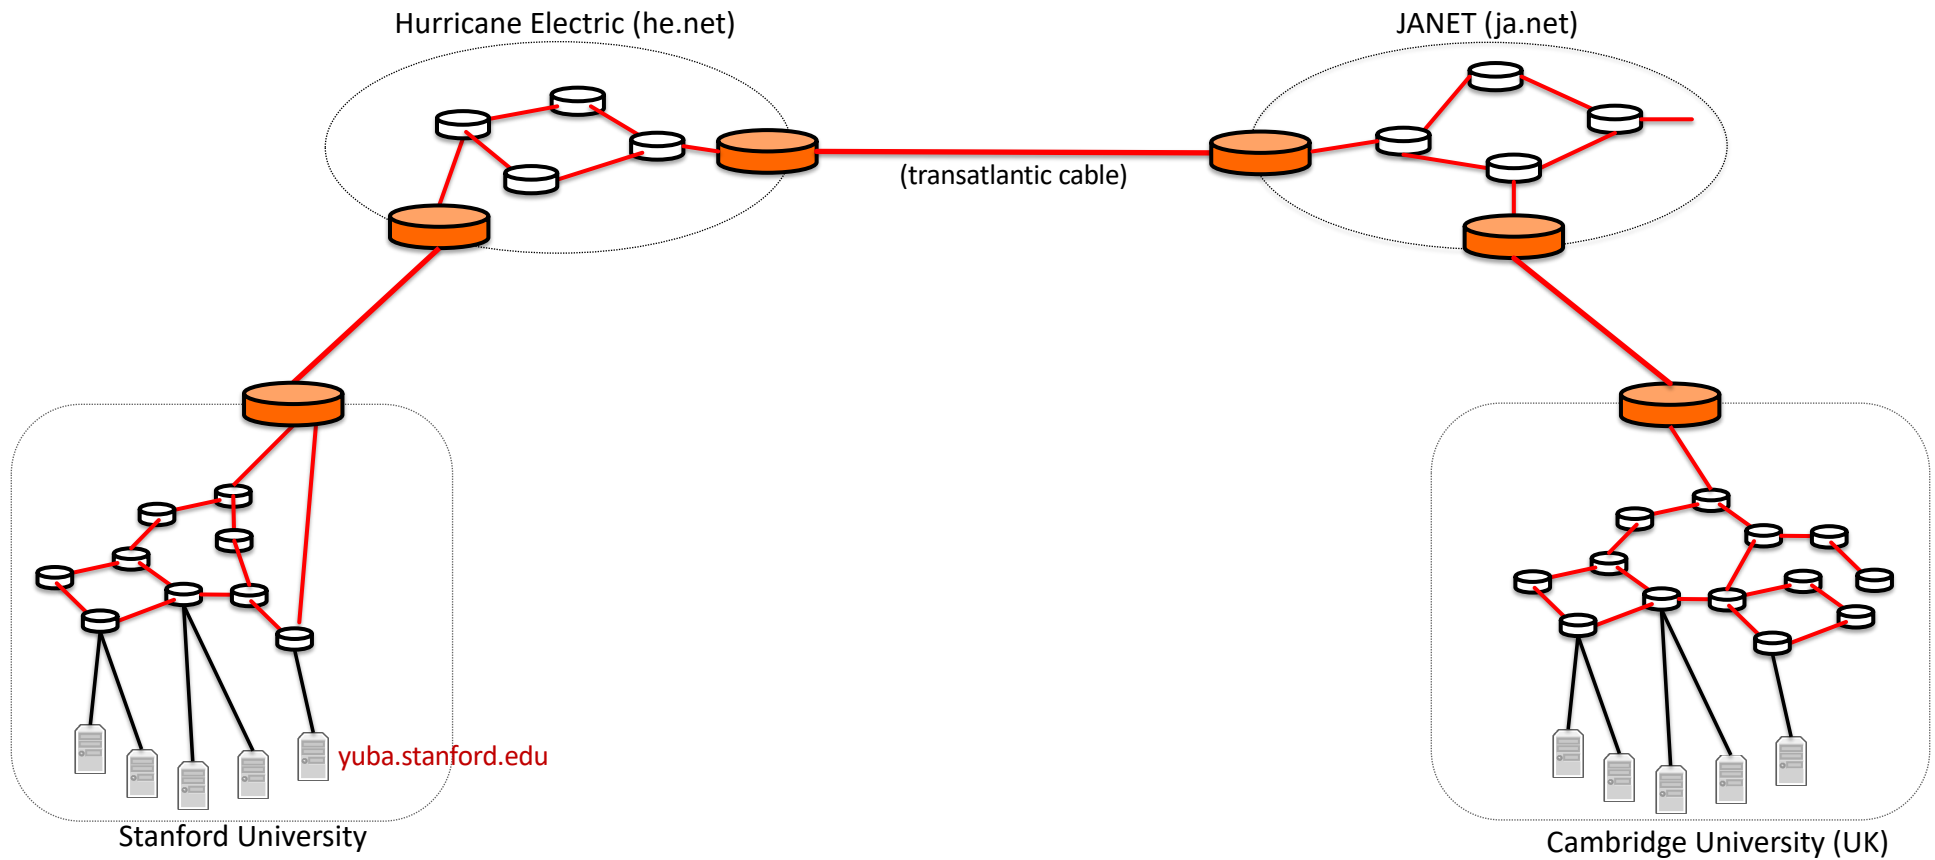 Hurricane Electric (he.net)
JANET (ja.net)
(transatlantic cable)
yuba.stanford.edu
Stanford University
Cambridge University (UK)